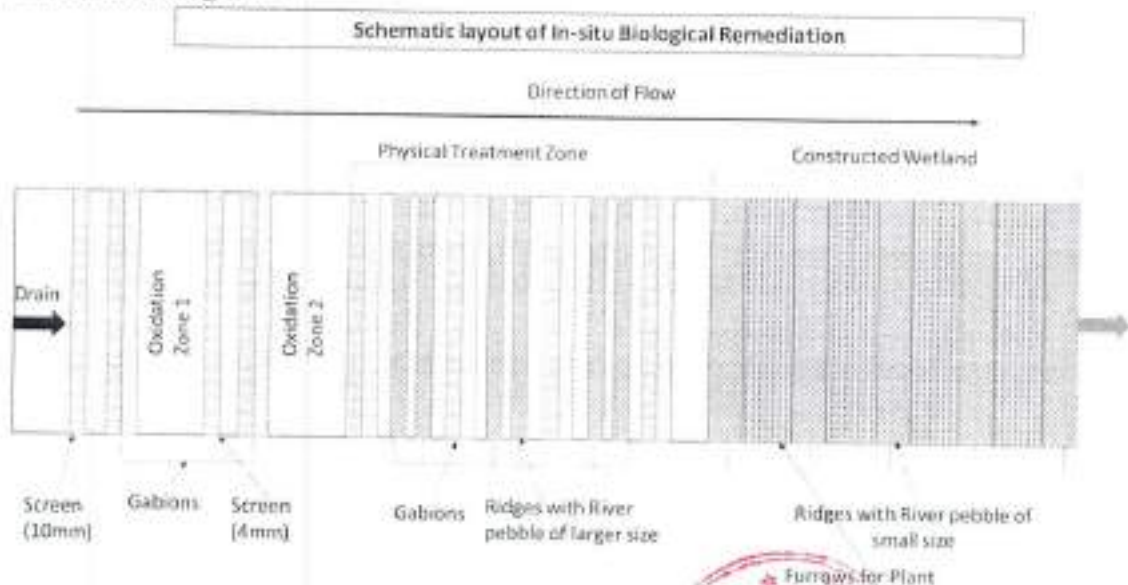 Schematic layout of In-situ Biological Remediation
Direction of Flow
Physical Treatment Zone
Constructed Wetland
Drain
Oxidation
Zone 1
Oxidation
Zone 2
Screen
(10mm)
Gabions
Screen
(4mm)
Gabions
Ridges with River
pebble of larger size
Ridges with River pebble of
small size
Furrows for Plant